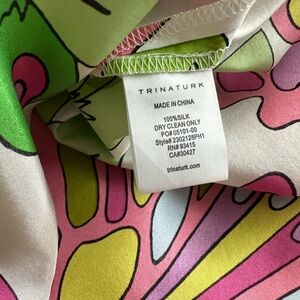 TRINATURK
MADE IN CHINA
100%SILK
DRY CLEAN ONLY
PO# 05101-00
Style# 2302125PH1
RN# 93415
CA#30427
trinaturk.com